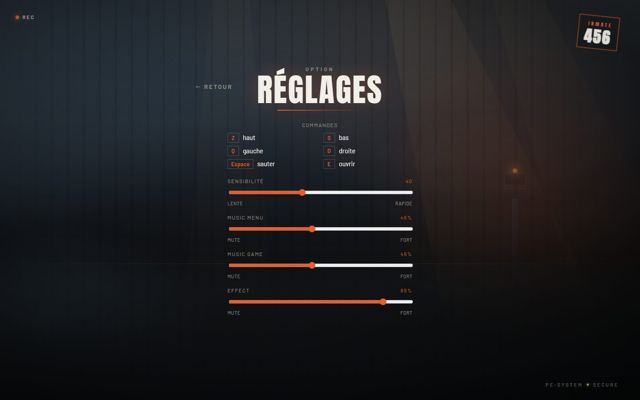 REC
INMATE
456
OPTION
← RETOUR
RÉGLAGES
COMMANDES
Z haut
S bas
Q gauche
D droite
Espace sauter
E ouvrir
SENSIBILITÉ 40
LENTE RAPIDE
MUSIC MENU 45%
MUTE FORT
MUSIC GAME 45%
MUTE FORT
EFFECT 85%
MUTE FORT
PE-SYSTEM SECURE